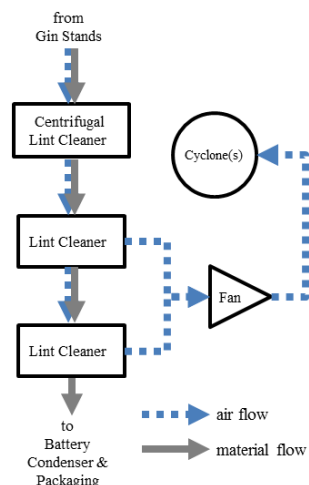 from
Gin Stands
Centrifugal
Lint Cleaner
Cyclone(s)
Lint Cleaner
Fan
Lint Cleaner
to
Battery
Condenser &
Packaging
air flow
material flow